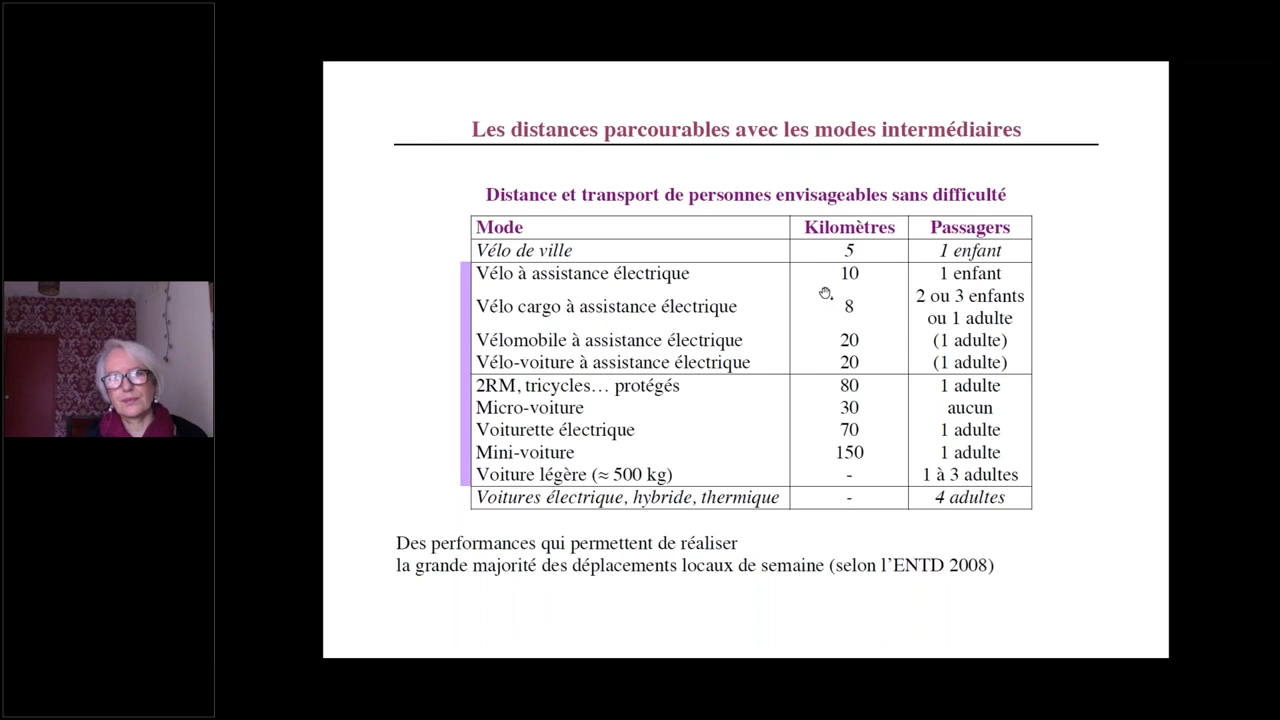 Les distances parcourables avec les modes intermédiaires
Distance et transport de personnes envisageables sans difficulté
Mode Kilomètres Passagers
Vélo de ville 5 1 enfant
Vélo à assistance électrique 10 1 enfant
Vélo cargo à assistance électrique 8 2 ou 3 enfants
ou 1 adulte
Vélomobile à assistance électrique 20 (1 adulte)
Vélo-voiture à assistance électrique 20 (1 adulte)
2RM, tricycles… protégés 80 1 adulte
Micro-voiture 30 aucun
Voiturette électrique 70 1 adulte
Mini-voiture 150 1 adulte
Voiture légère (≈ 500 kg) - 1 à 3 adultes
Voitures électrique, hybride, thermique - 4 adultes
Des performances qui permettent de réaliser
la grande majorité des déplacements locaux de semaine (selon l’ENTD 2008)